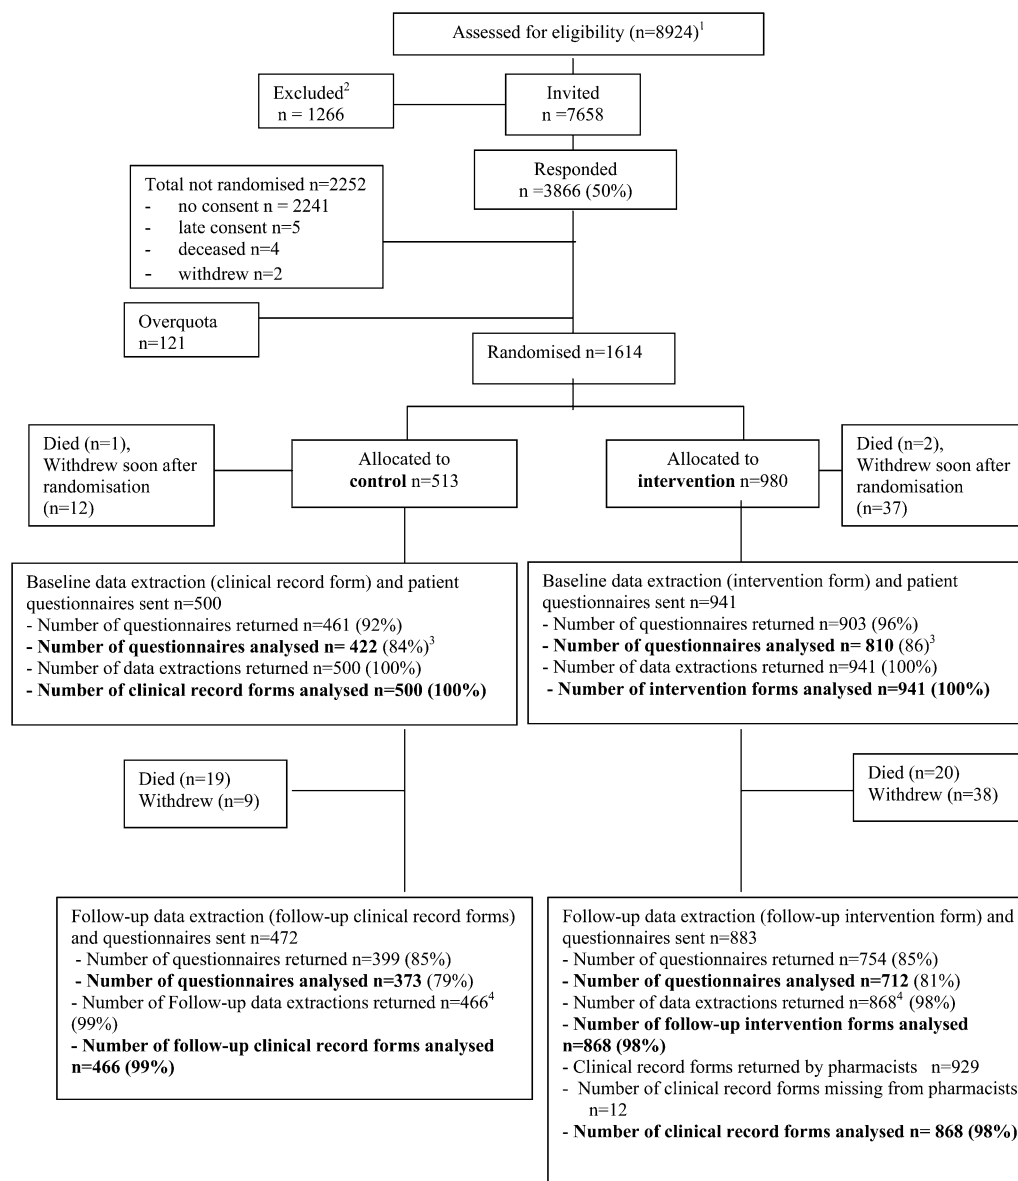 Assessed for eligibility (n=8924)1
Excluded2
n = 1266
Invited
n =7658
Responded
n =3866 (50%)
Total not randomised n=2252
- no consent n = 2241
- late consent n=5
- deceased n=4
- withdrew n=2
Overquota
n=121
Randomised n=1614
Died (n=1),
Withdrew soon after
randomisation
(n=12)
Allocated to
control n=513
Allocated to
intervention n=980
Died (n=2),
Withdrew soon after
randomisation
(n=37)
Baseline data extraction (clinical record form) and patient
questionnaires sent n=500
- Number of questionnaires returned n=461 (92%)
- Number of questionnaires analysed n= 422 (84%)3
- Number of data extractions returned n=500 (100%)
- Number of clinical record forms analysed n=500 (100%)
Baseline data extraction (intervention form) and patient
questionnaires sent n=941
- Number of questionnaires returned n=903 (96%)
- Number of questionnaires analysed n= 810 (86)3
- Number of data extractions returned n=941 (100%)
- Number of intervention forms analysed n=941 (100%)
Died (n=19)
Withdrew (n=9)
Died (n=20)
Withdrew (n=38)
Follow-up data extraction (follow-up clinical record forms)
and questionnaires sent n=472
- Number of questionnaires returned n=399 (85%)
- Number of questionnaires analysed n=373 (79%)
- Number of Follow-up data extractions returned n=4664
(99%)
- Number of follow-up clinical record forms analysed
n=466 (99%)
Follow-up data extraction (follow-up intervention form) and
questionnaires sent n=883
- Number of questionnaires returned n=754 (85%)
- Number of questionnaires analysed n=712 (81%)
- Number of data extractions returned n=8684 (98%)
- Number of follow-up intervention forms analysed
n=868 (98%)
- Clinical record forms returned by pharmacists n=929
- Number of clinical record forms missing from pharmacists
n=12
- Number of clinical record forms analysed n= 868 (98%)